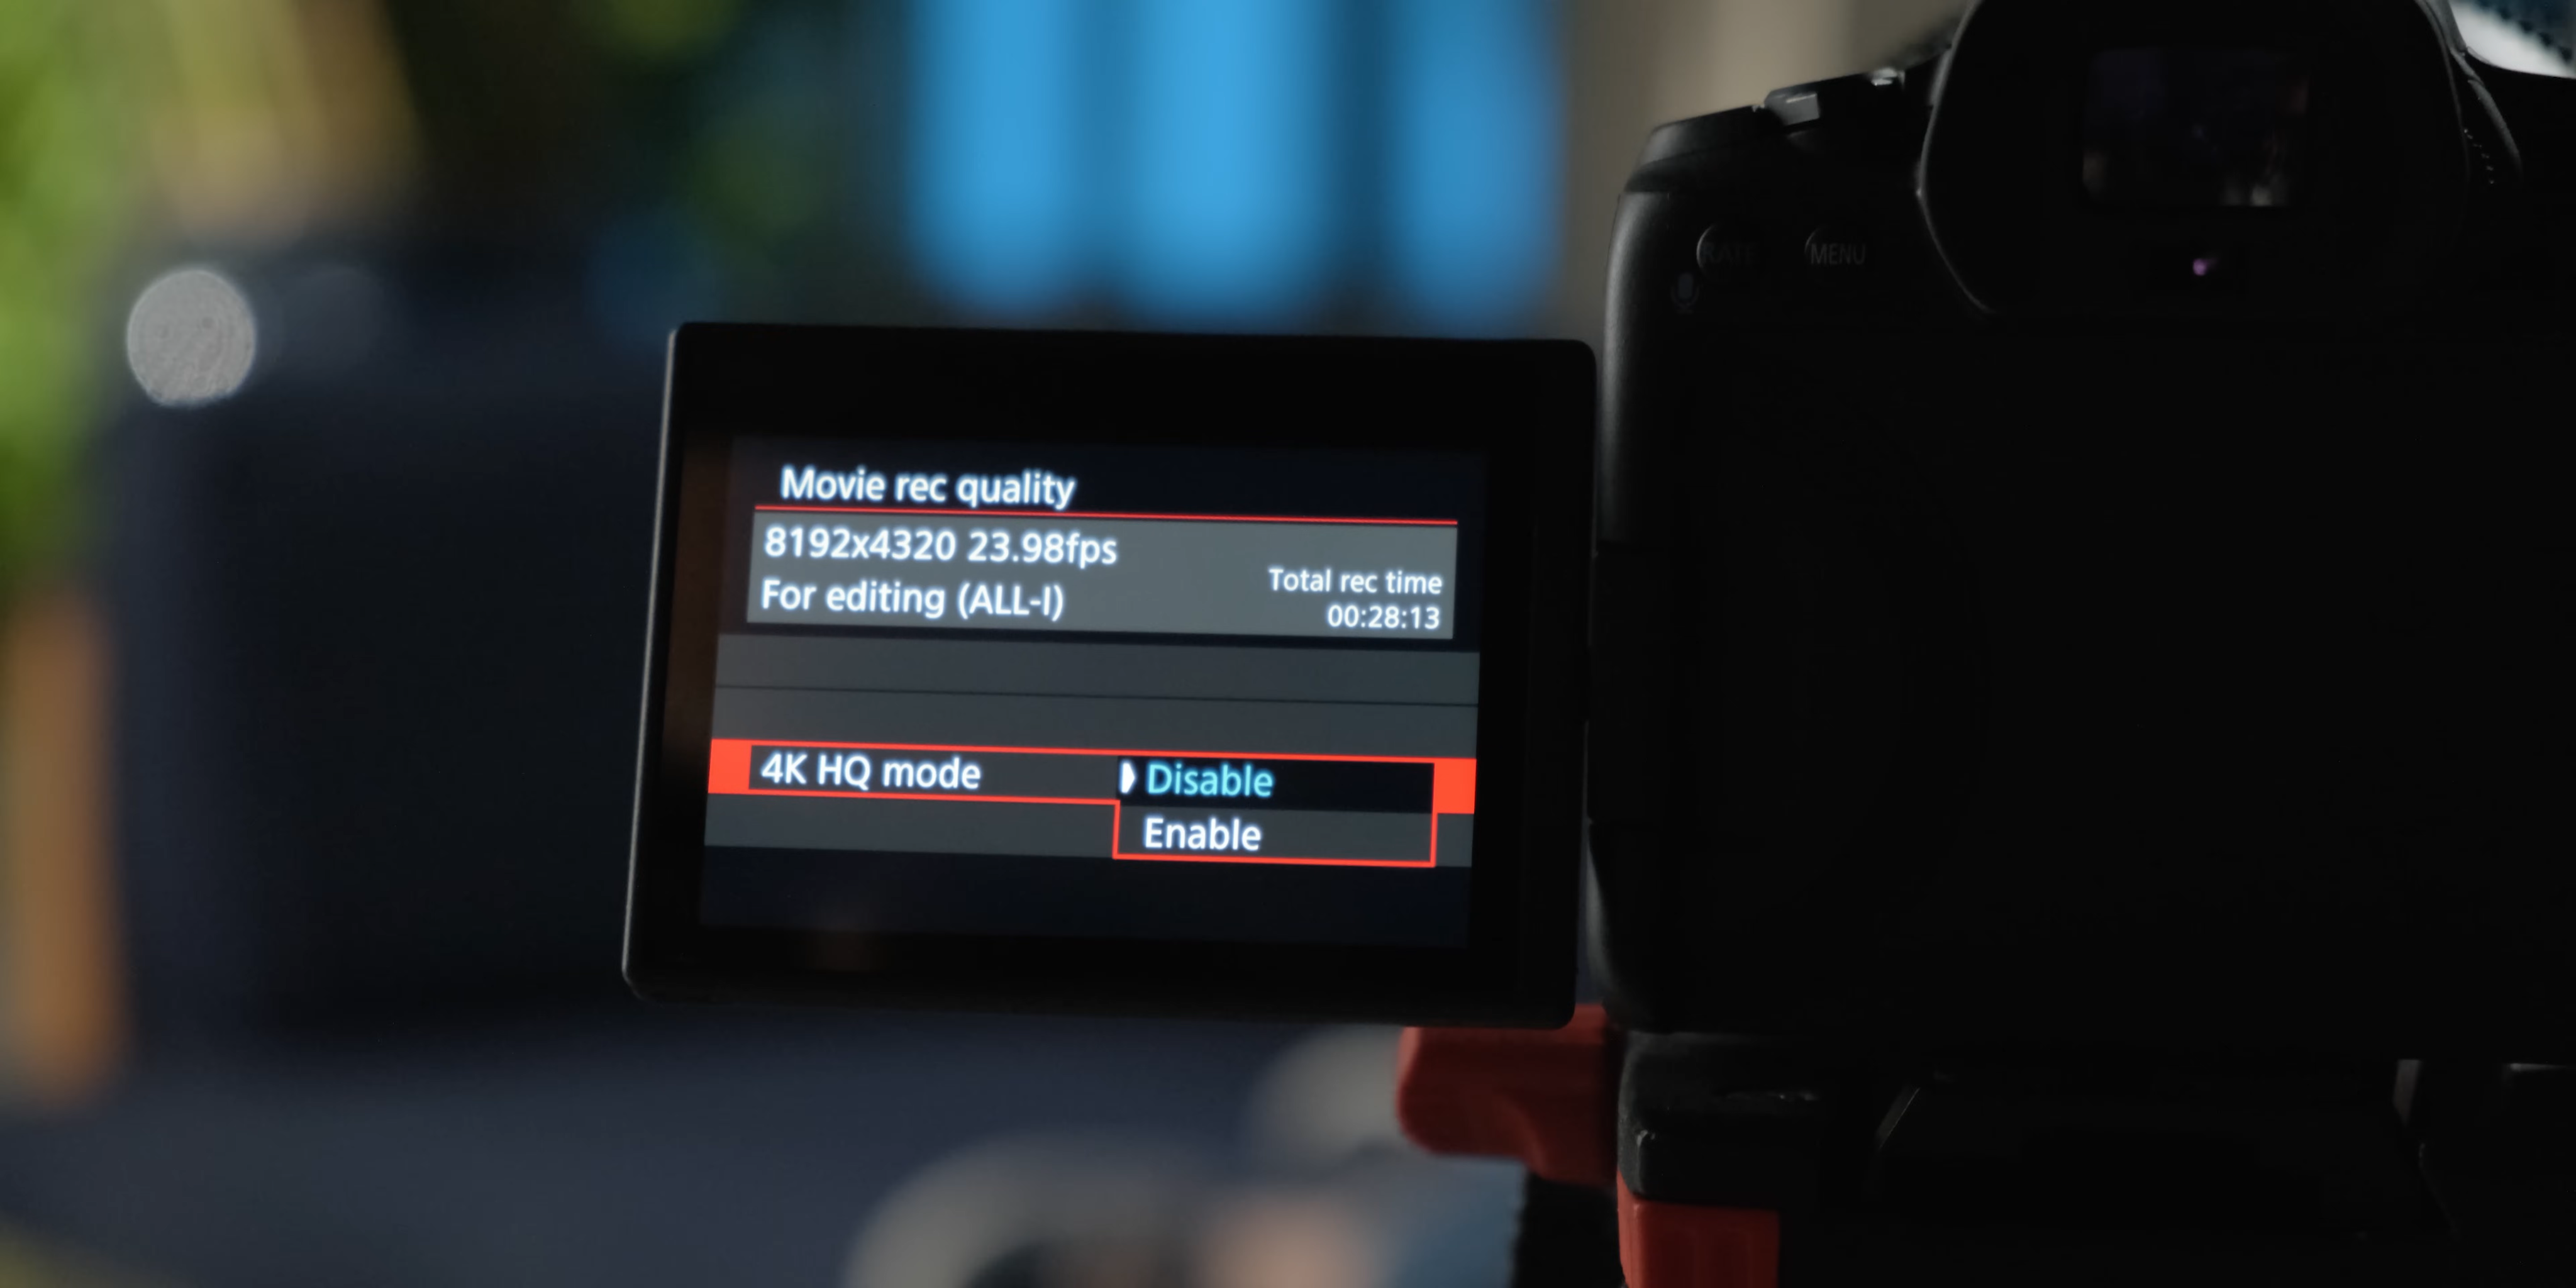 RATE
MENU
Movie rec quality
8192x4320 23.98fps
For editing (ALL-I)
Total rec time
00:28:13
4K HQ mode
Disable
Enable